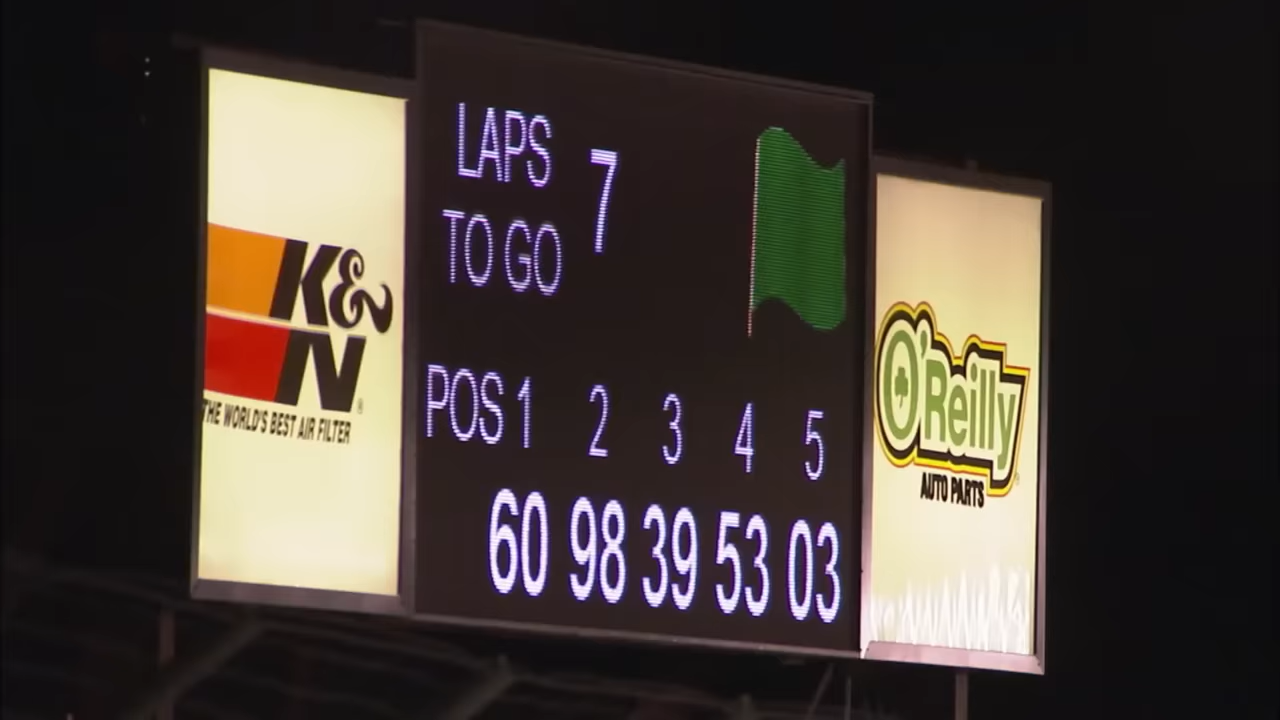 K&
N®
THE WORLD'S BEST AIR FILTER
LAPS
TO GO
7
POS 1 2 3 4 5
60 98 39 53 03
O'Reilly
AUTO PARTS